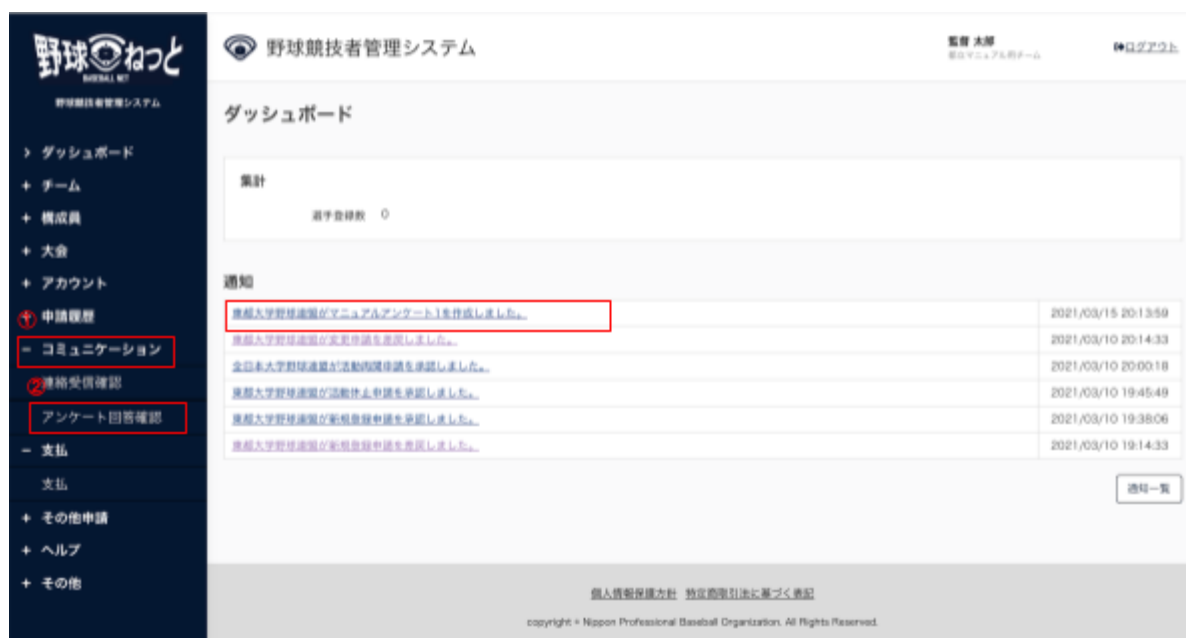 野球ねっと
BASEBALL NET
野球競技者管理システム
> ダッシュボード
+ チーム
+ 構成員
+ 大会
+ アカウント
① 申請履歴
− コミュニケーション
②連絡受信確認
アンケート回答確認
− 支払
支払
+ その他申請
+ ヘルプ
+ その他
野球競技者管理システム
監督 太郎
ログアウト
ダッシュボード
集計
選手登録数 0
通知
東都大学野球連盟がマニュアルアンケート1を作成しました。 2021/03/15 20:13:59
東都大学野球連盟が変更申請を差戻しました。 2021/03/10 20:14:33
全日本大学野球連盟が活動再開申請を承認しました。 2021/03/10 20:00:18
東都大学野球連盟が活動休止申請を承認しました。 2021/03/10 19:45:49
東都大学野球連盟が新規登録申請を承認しました。 2021/03/10 19:38:06
東都大学野球連盟が新規登録申請を差戻しました。 2021/03/10 19:14:33
通知一覧
個人情報保護方針 特定商取引法に基づく表記
copyright © Nippon Professional Baseball Organization. All Rights Reserved.